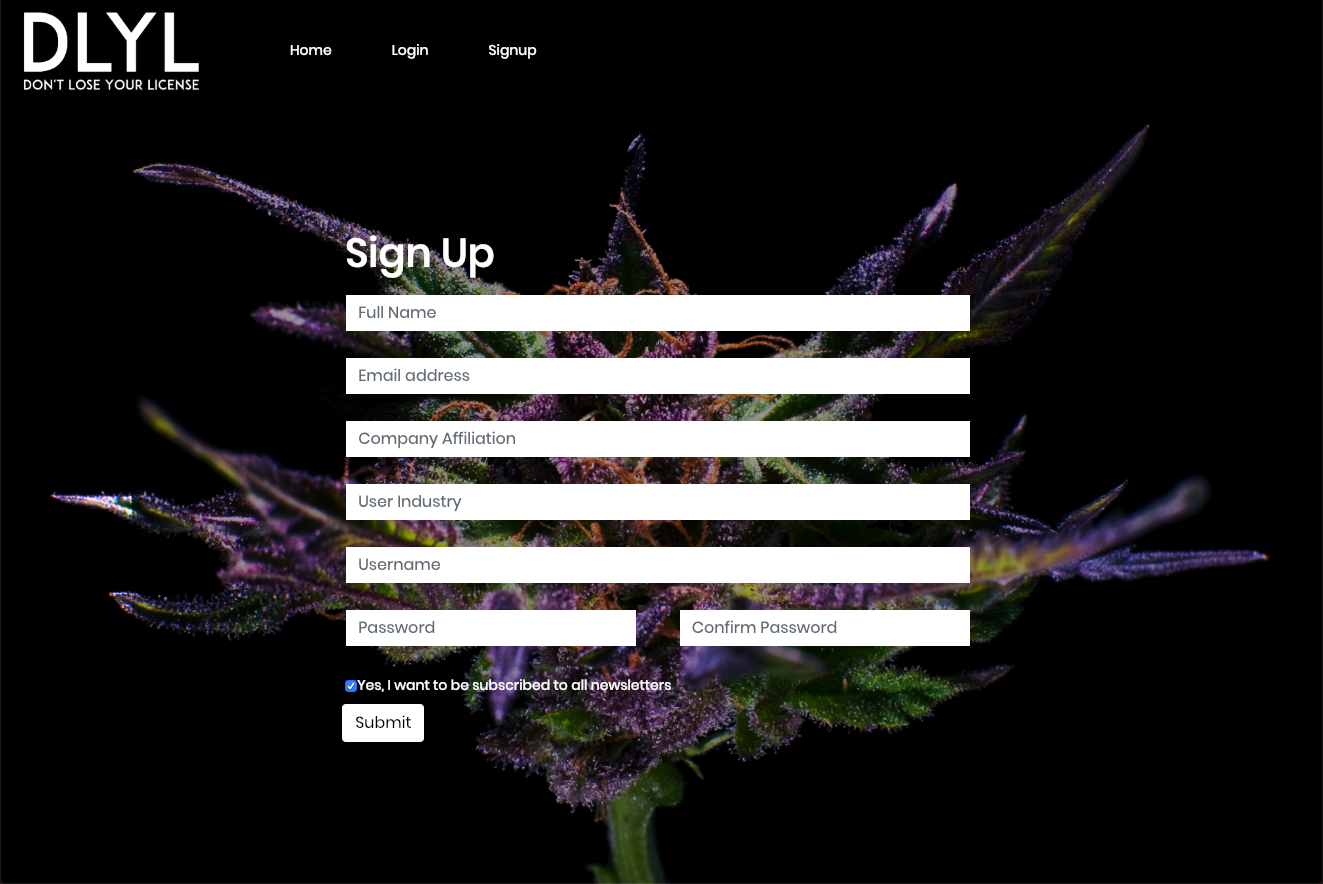 DLYL
DON'T LOSE YOUR LICENSE
Home Login Signup
Sign Up
Full Name
Email address
Company Affiliation
User Industry
Username
Password Confirm Password
Yes, I want to be subscribed to all newsletters
Submit